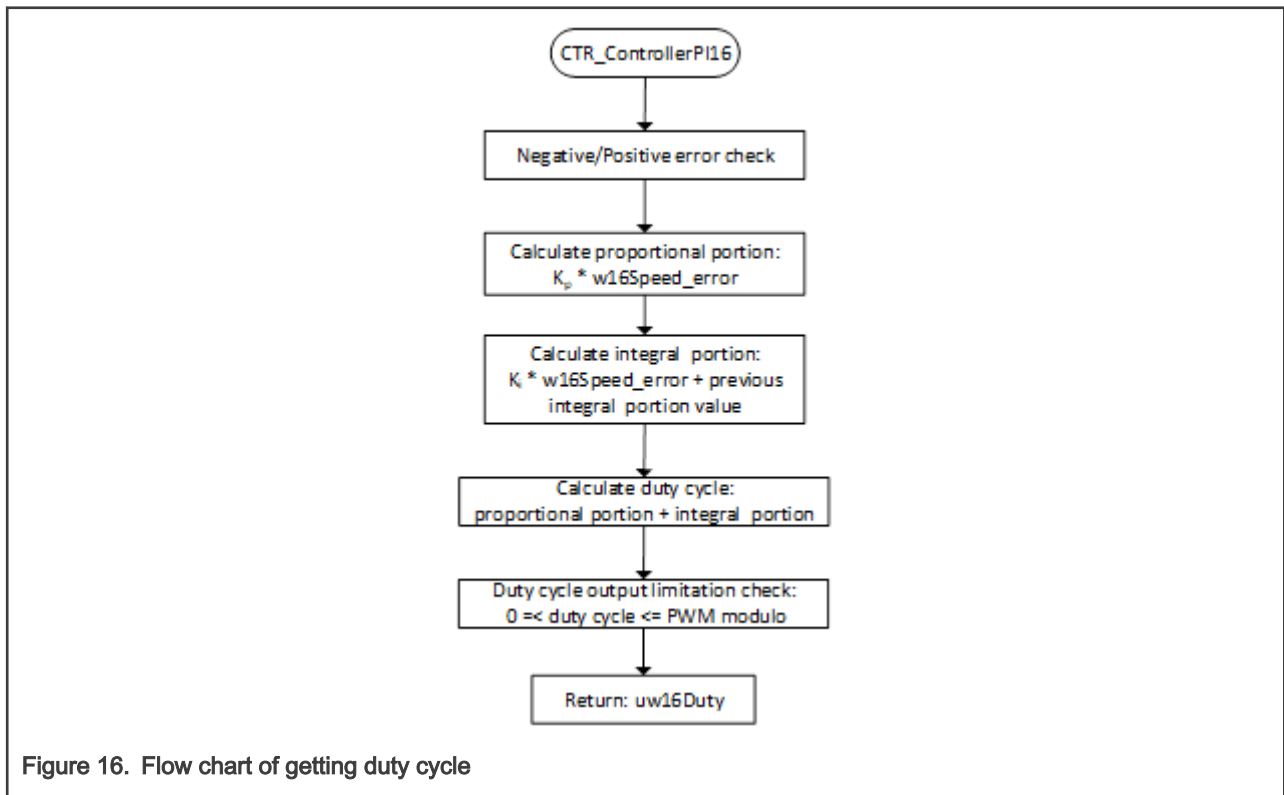 CTR_ControllerPI16
Negative/Positive error check
Calculate proportional portion:
Kₚ * w16Speed_error
Calculate integral portion:
Kᵢ * w16Speed_error + previous
integral portion value
Calculate duty cycle:
proportional portion + integral portion
Duty cycle output limitation check:
0 =< duty cycle <= PWM modulo
Return: uw16Duty
Figure 16. Flow chart of getting duty cycle